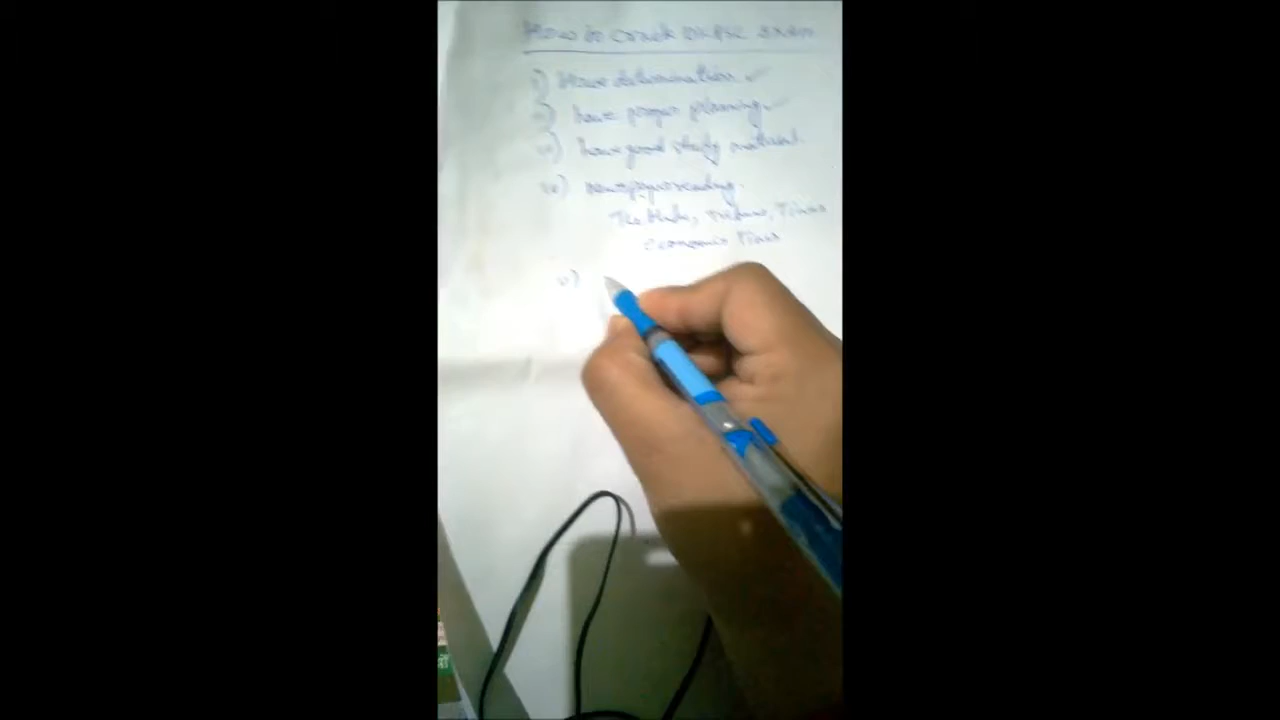 How to crack exam
i) Have determination ✓
ii) have proper planning ✓
iii) have good study material.
iv) newspaper reading.
The Hindu, Tribune, Times
economic Times
v)